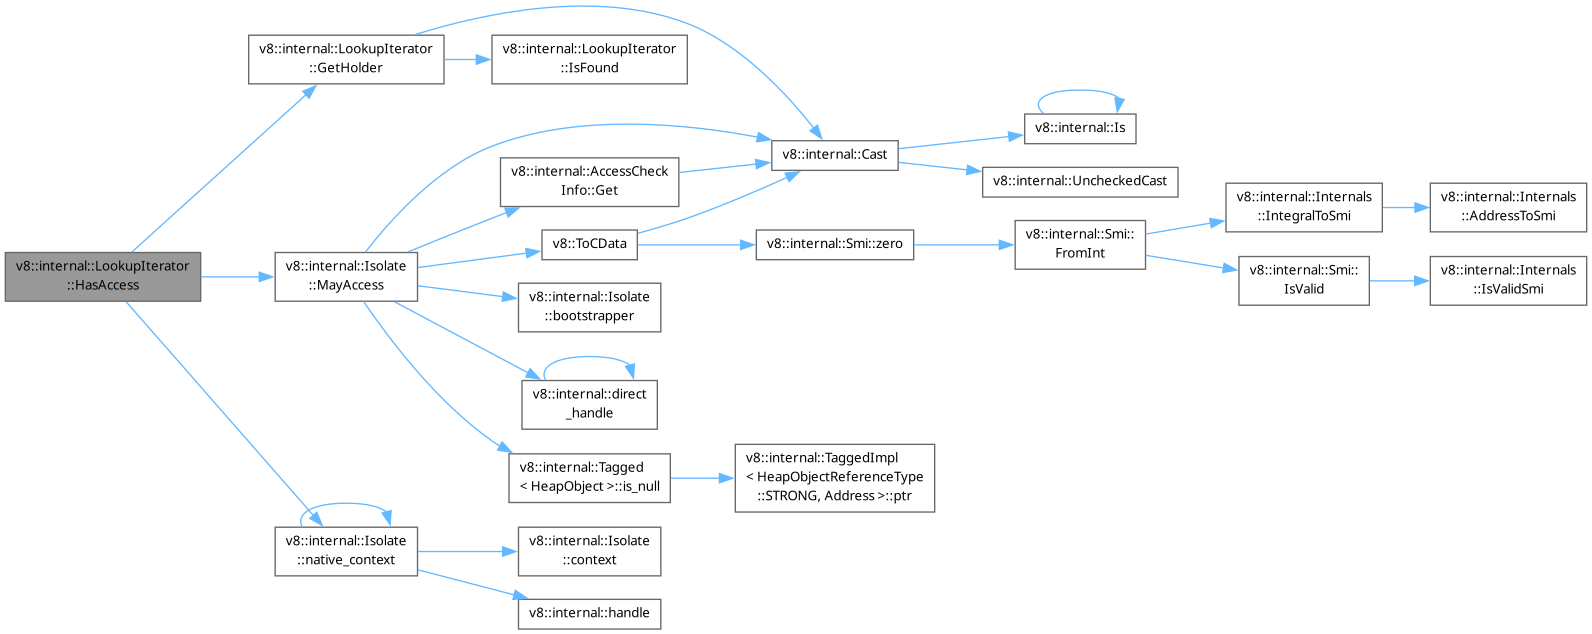 v8::internal::LookupIterator
::HasAccess
v8::internal::LookupIterator
::GetHolder
v8::internal::LookupIterator
::IsFound
v8::internal::Cast
v8::internal::Is
v8::internal::UncheckedCast
v8::internal::Isolate
::MayAccess
v8::internal::AccessCheck
Info::Get
v8::ToCData
v8::internal::Smi::zero
v8::internal::Smi::
FromInt
v8::internal::Internals
::IntegralToSmi
v8::internal::Internals
::AddressToSmi
v8::internal::Smi::
IsValid
v8::internal::Internals
::IsValidSmi
v8::internal::Isolate
::bootstrapper
v8::internal::direct
_handle
v8::internal::Tagged
< HeapObject >::is_null
v8::internal::TaggedImpl
< HeapObjectReferenceType
::STRONG, Address >::ptr
v8::internal::Isolate
::native_context
v8::internal::Isolate
::context
v8::internal::handle